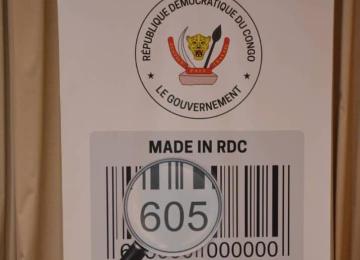 RÉPUBLIQUE DÉMOCRATIQUE DU CONGO
LE GOUVERNEMENT
MADE IN RDC
605
000000